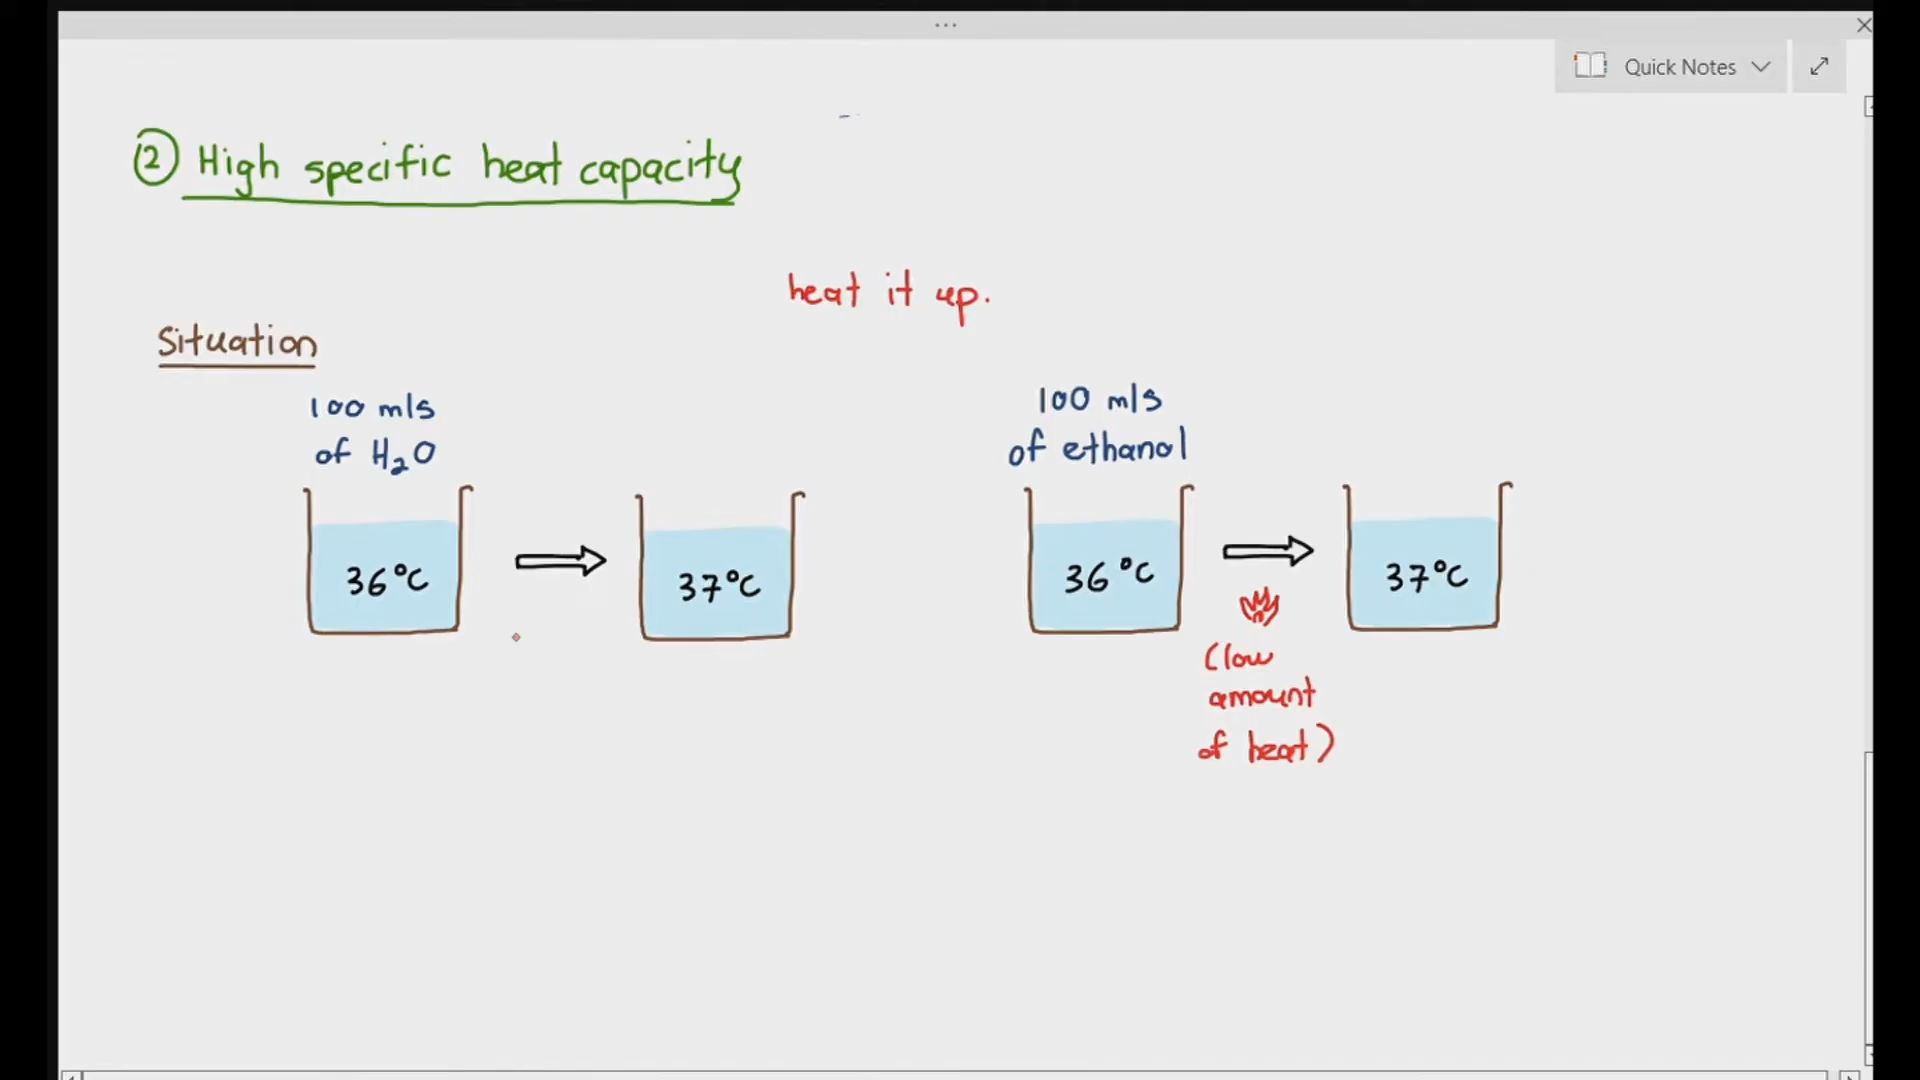 ...
Quick Notes
② High specific heat capacity
heat it up.
Situation
100 mls
of H₂O
100 mls
of ethanol
36°C
37°C
36°C
37°C
(low
amount
of heat)